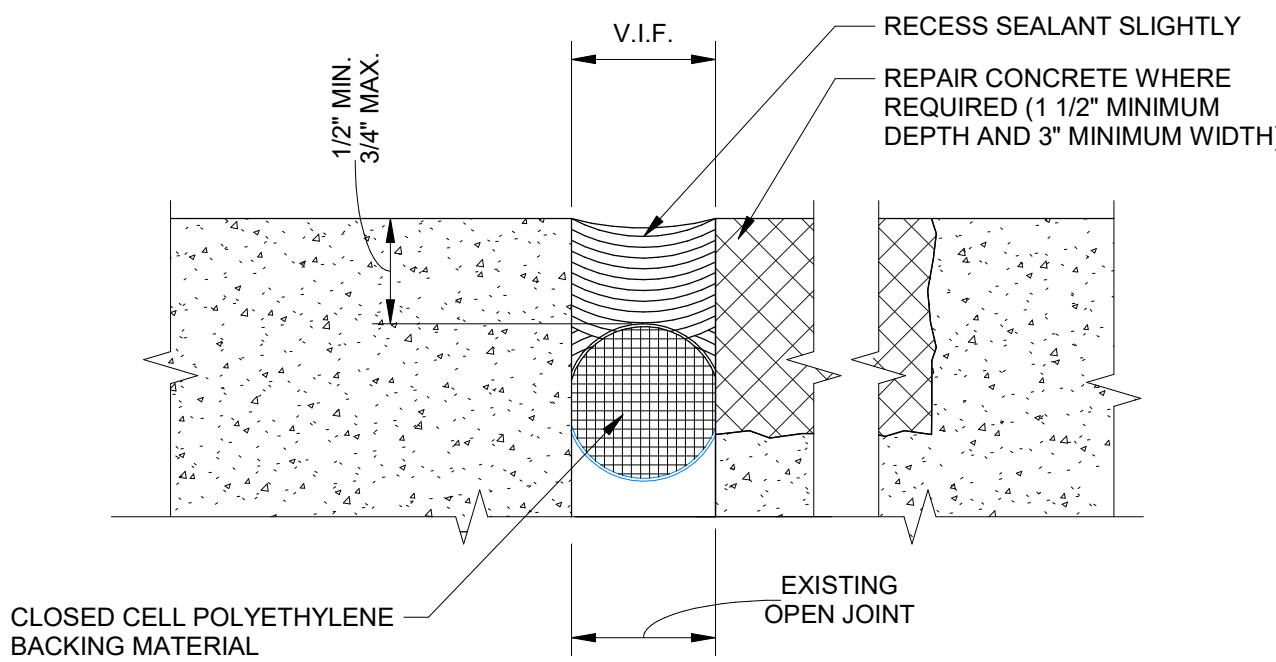 V.I.F.
RECESS SEALANT SLIGHTLY
REPAIR CONCRETE WHERE
REQUIRED (1 1/2" MINIMUM
DEPTH AND 3" MINIMUM WIDTH)
1/2" MIN.
3/4" MAX.
CLOSED CELL POLYETHYLENE
BACKING MATERIAL
EXISTING
OPEN JOINT